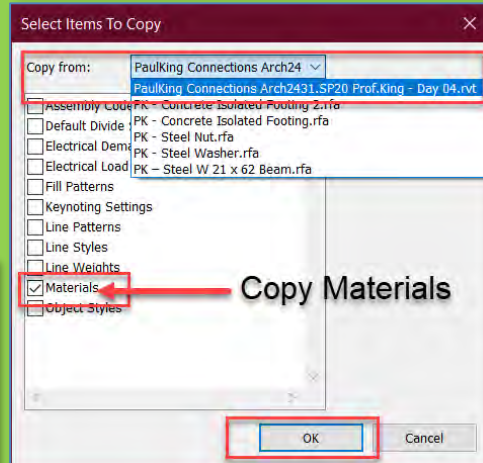 Select Items To Copy
Copy from: PaulKing Connections Arch24
PaulKing Connections Arch2431.SP20 Prof.King - Day 04.rvt
Assembly Code PK - Concrete Isolated Footing 2.rfa
Default Divide PK - Concrete Isolated Footing.rfa
Electrical Dema PK - Steel Nut.rfa
Electrical Load PK - Steel Washer.rfa
PK – Steel W 21 x 62 Beam.rfa
Fill Patterns
Keynoting Settings
Line Patterns
Line Styles
Line Weights
Materials
Copy Materials
Object Styles
OK Cancel